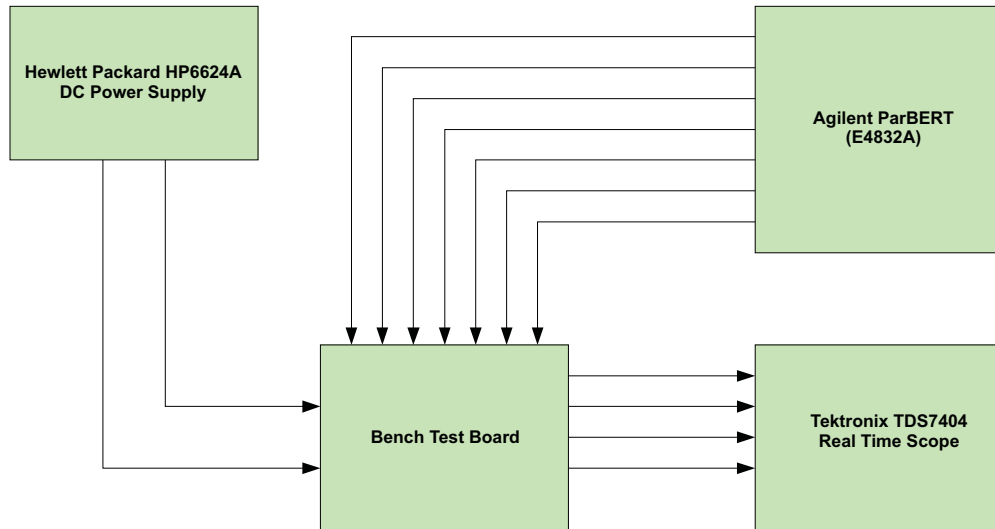 Hewlett Packard HP6624A
DC Power Supply
Agilent ParBERT
(E4832A)
Bench Test Board
Tektronix TDS7404
Real Time Scope